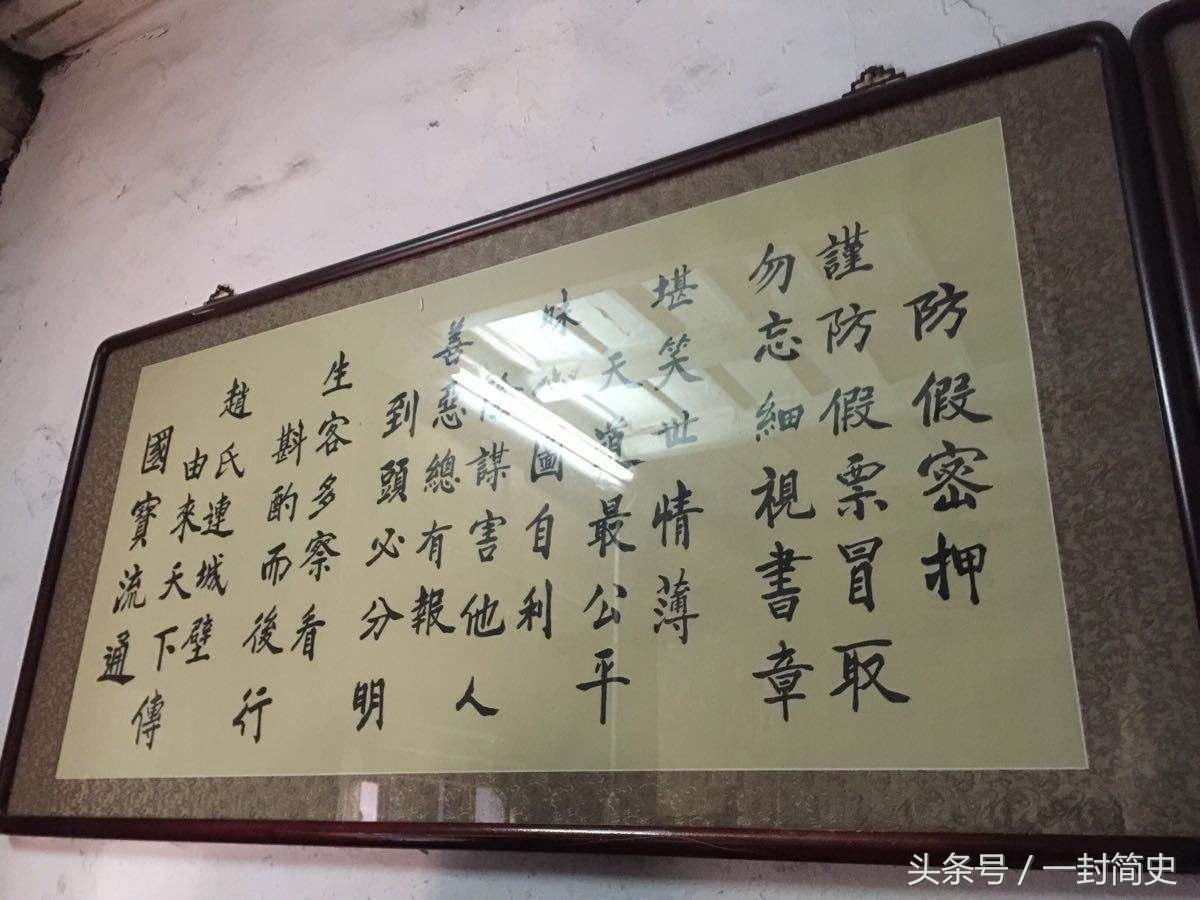 防假密押
謹防假票冒取
勿忘細視書章
堪笑世情薄
天道最公平
昧圖自利
謀害他人
善惡總有報
到頭必分明
生客多察看
斟酌而後行
趙氏連城壁
由來天下傳
國寶流通
头条号 / 一封简史